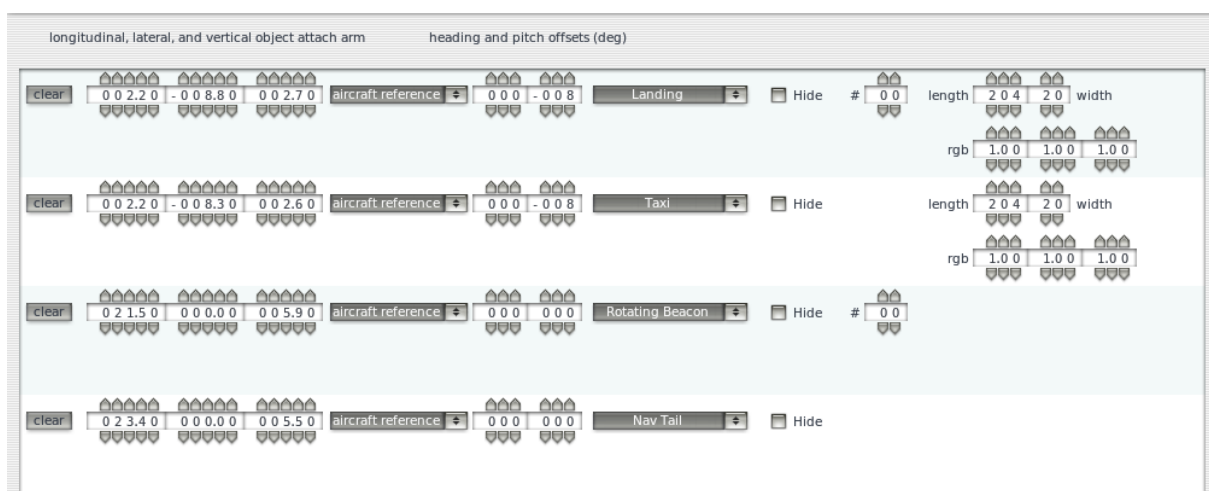 longitudinal, lateral, and vertical object attach arm heading and pitch offsets (deg)
clear 002.20 -008.80 002.70 aircraft reference 000 -008 Landing Hide # 00 length 204 20 width
rgb 1.00 1.00 1.00
clear 002.20 -008.30 002.60 aircraft reference 000 -008 Taxi Hide length 204 20 width
rgb 1.00 1.00 1.00
clear 021.50 000.00 005.90 aircraft reference 000 000 Rotating Beacon Hide # 00
clear 023.40 000.00 005.50 aircraft reference 000 000 Nav Tail Hide